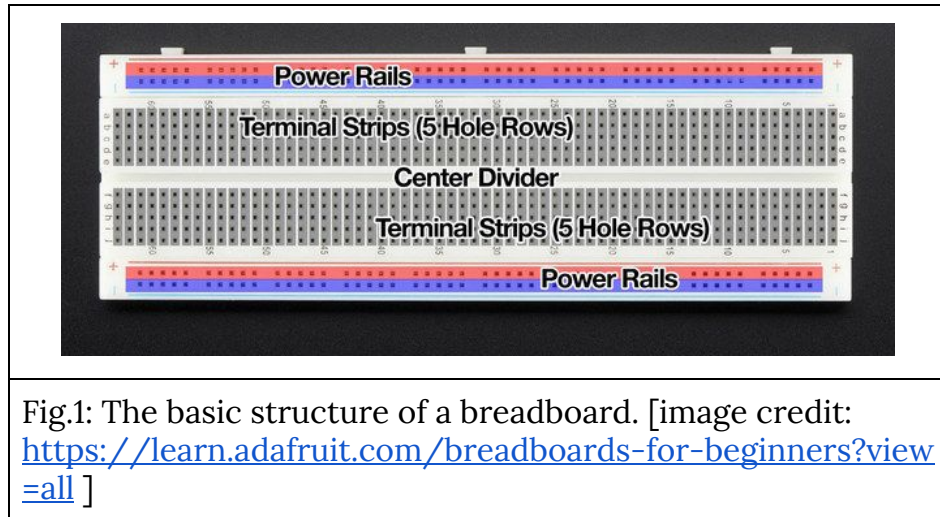 + Power Rails
Terminal Strips (5 Hole Rows)
Center Divider
Terminal Strips (5 Hole Rows)
Power Rails
Fig.1: The basic structure of a breadboard. [image credit:
https://learn.adafruit.com/breadboards-for-beginners?view
=all ]